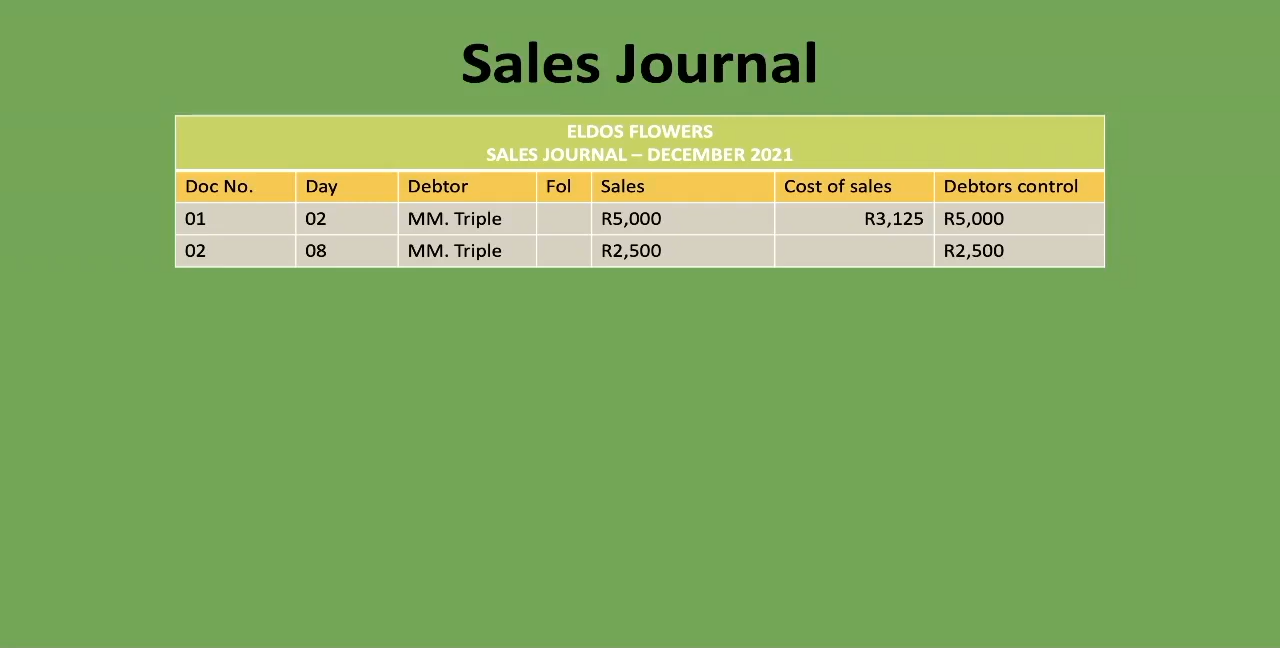 Sales Journal
ELDOS FLOWERS
SALES JOURNAL – DECEMBER 2021
Doc No. Day Debtor Fol Sales Cost of sales Debtors control
01 02 MM. Triple R5,000 R3,125 R5,000
02 08 MM. Triple R2,500 R2,500